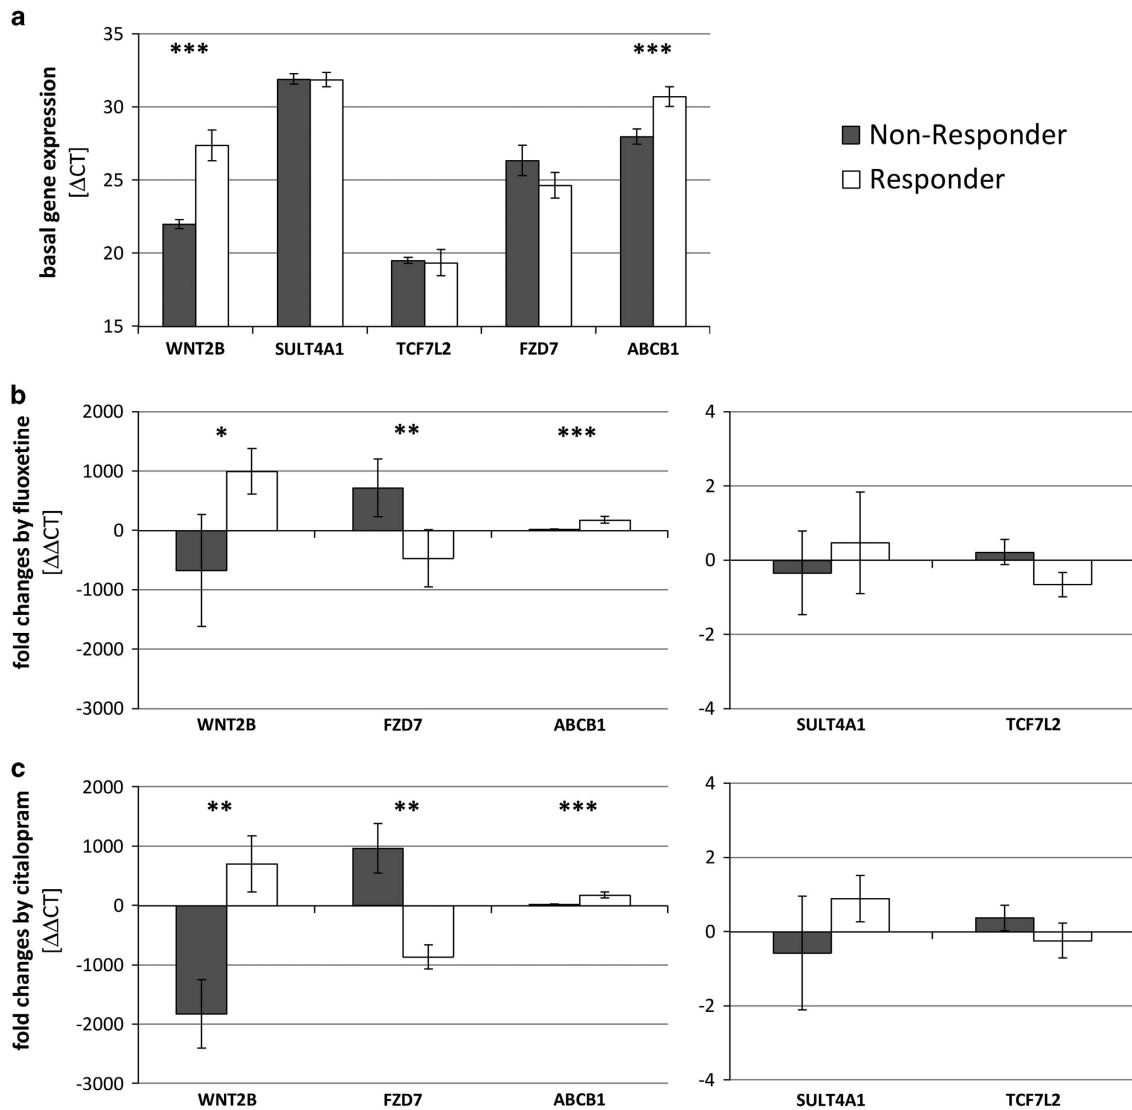 a
35
30
25
20
15
basal gene expression
[ΔCT]
***
***
WNT2B SULT4A1 TCF7L2 FZD7 ABCB1
Non-Responder
Responder
b
2000
1000
0
-1000
-2000
-3000
fold changes by fluoxetine
[ΔΔCT]
* ** ***
WNT2B FZD7 ABCB1
4
2
0
-2
-4
SULT4A1 TCF7L2
c
2000
1000
0
-1000
-2000
-3000
fold changes by citalopram
[ΔΔCT]
** ** ***
WNT2B FZD7 ABCB1
4
2
0
-2
-4
SULT4A1 TCF7L2